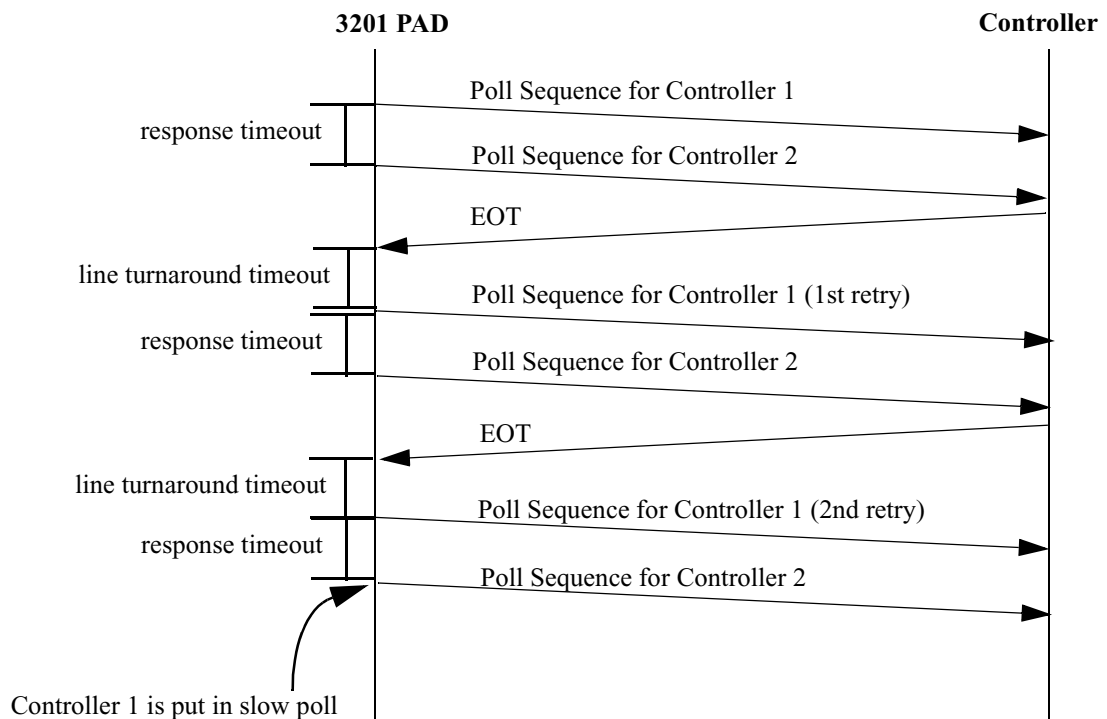 3201 PAD
Controller
Poll Sequence for Controller 1
response timeout
Poll Sequence for Controller 2
EOT
line turnaround timeout
Poll Sequence for Controller 1 (1st retry)
response timeout
Poll Sequence for Controller 2
EOT
line turnaround timeout
Poll Sequence for Controller 1 (2nd retry)
response timeout
Poll Sequence for Controller 2
Controller 1 is put in slow poll